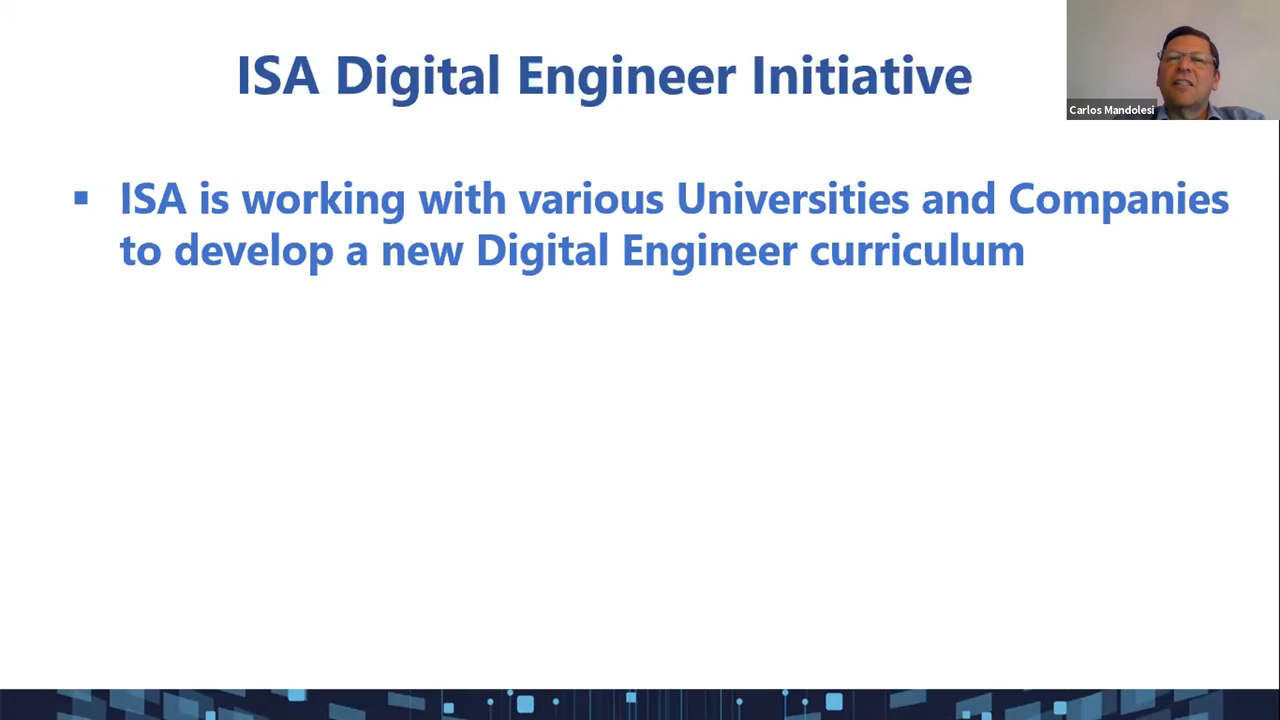 ISA Digital Engineer Initiative
Carlos Mandolesi
▪ ISA is working with various Universities and Companies
to develop a new Digital Engineer curriculum